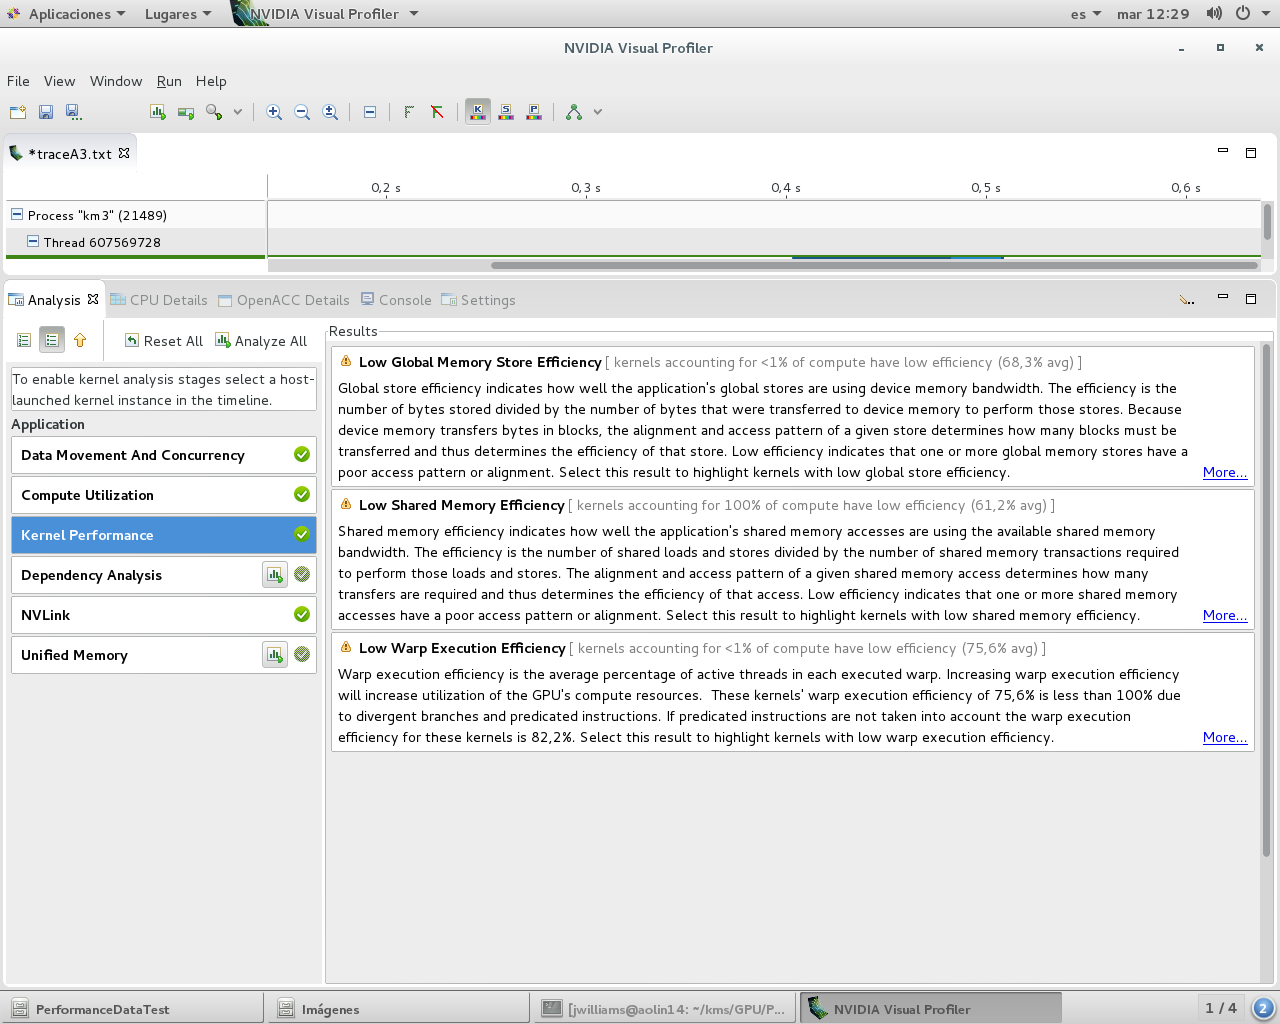 Aplicaciones Lugares NVIDIA Visual Profiler es mar 12:29
NVIDIA Visual Profiler
File View Window Run Help
K S P
*traceA3.txt
0,2 s 0,3 s 0,4 s 0,5 s 0,6 s
Process "km3" (21489)
Thread 607569728
Analysis CPU Details OpenACC Details Console Settings
Reset All Analyze All
To enable kernel analysis stages select a host-
launched kernel instance in the timeline.
Application
Data Movement And Concurrency
Compute Utilization
Kernel Performance
Dependency Analysis
NVLink
Unified Memory
Results
Low Global Memory Store Efficiency [ kernels accounting for <1% of compute have low efficiency (68,3% avg) ]
Global store efficiency indicates how well the application's global stores are using device memory bandwidth. The efficiency is the
number of bytes stored divided by the number of bytes that were transferred to device memory to perform those stores. Because
device memory transfers bytes in blocks, the alignment and access pattern of a given store determines how many blocks must be
transferred and thus determines the efficiency of that store. Low efficiency indicates that one or more global memory stores have a
poor access pattern or alignment. Select this result to highlight kernels with low global store efficiency. More...
Low Shared Memory Efficiency [ kernels accounting for 100% of compute have low efficiency (61,2% avg) ]
Shared memory efficiency indicates how well the application's shared memory accesses are using the available shared memory
bandwidth. The efficiency is the number of shared loads and stores divided by the number of shared memory transactions required
to perform those loads and stores. The alignment and access pattern of a given shared memory access determines how many
transfers are required and thus determines the efficiency of that access. Low efficiency indicates that one or more shared memory
accesses have a poor access pattern or alignment. Select this result to highlight kernels with low shared memory efficiency. More...
Low Warp Execution Efficiency [ kernels accounting for <1% of compute have low efficiency (75,6% avg) ]
Warp execution efficiency is the average percentage of active threads in each executed warp. Increasing warp execution efficiency
will increase utilization of the GPU's compute resources.  These kernels' warp execution efficiency of 75,6% is less than 100% due
to divergent branches and predicated instructions. If predicated instructions are not taken into account the warp execution
efficiency for these kernels is 82,2%. Select this result to highlight kernels with low warp execution efficiency. More...
PerformanceDataTest Imágenes [jwilliams@aolin14: ~/kms/GPU/P... NVIDIA Visual Profiler 1 / 4 2